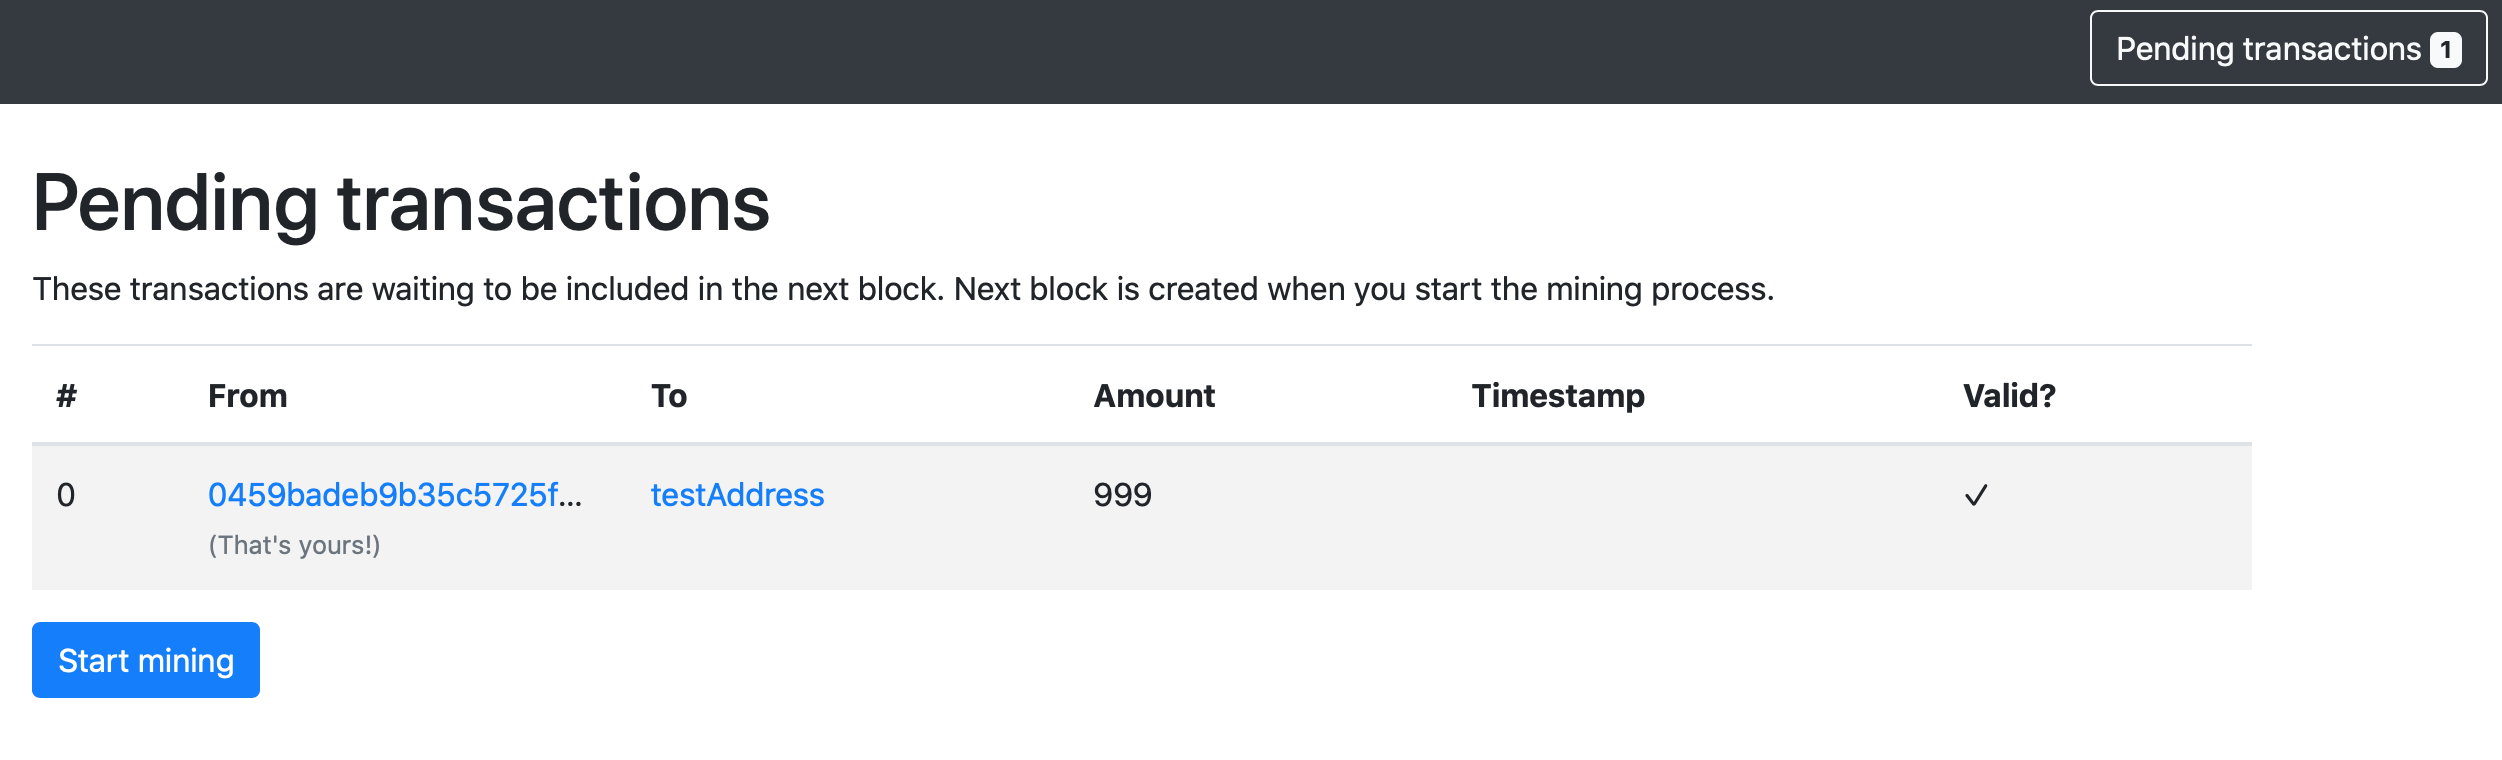 Pending transactions 1
Pending transactions
These transactions are waiting to be included in the next block. Next block is created when you start the mining process.
# From To Amount Timestamp Valid?
0 0459badeb9b35c5725f... testAddress 999 ✓
(That's yours!)
Start mining